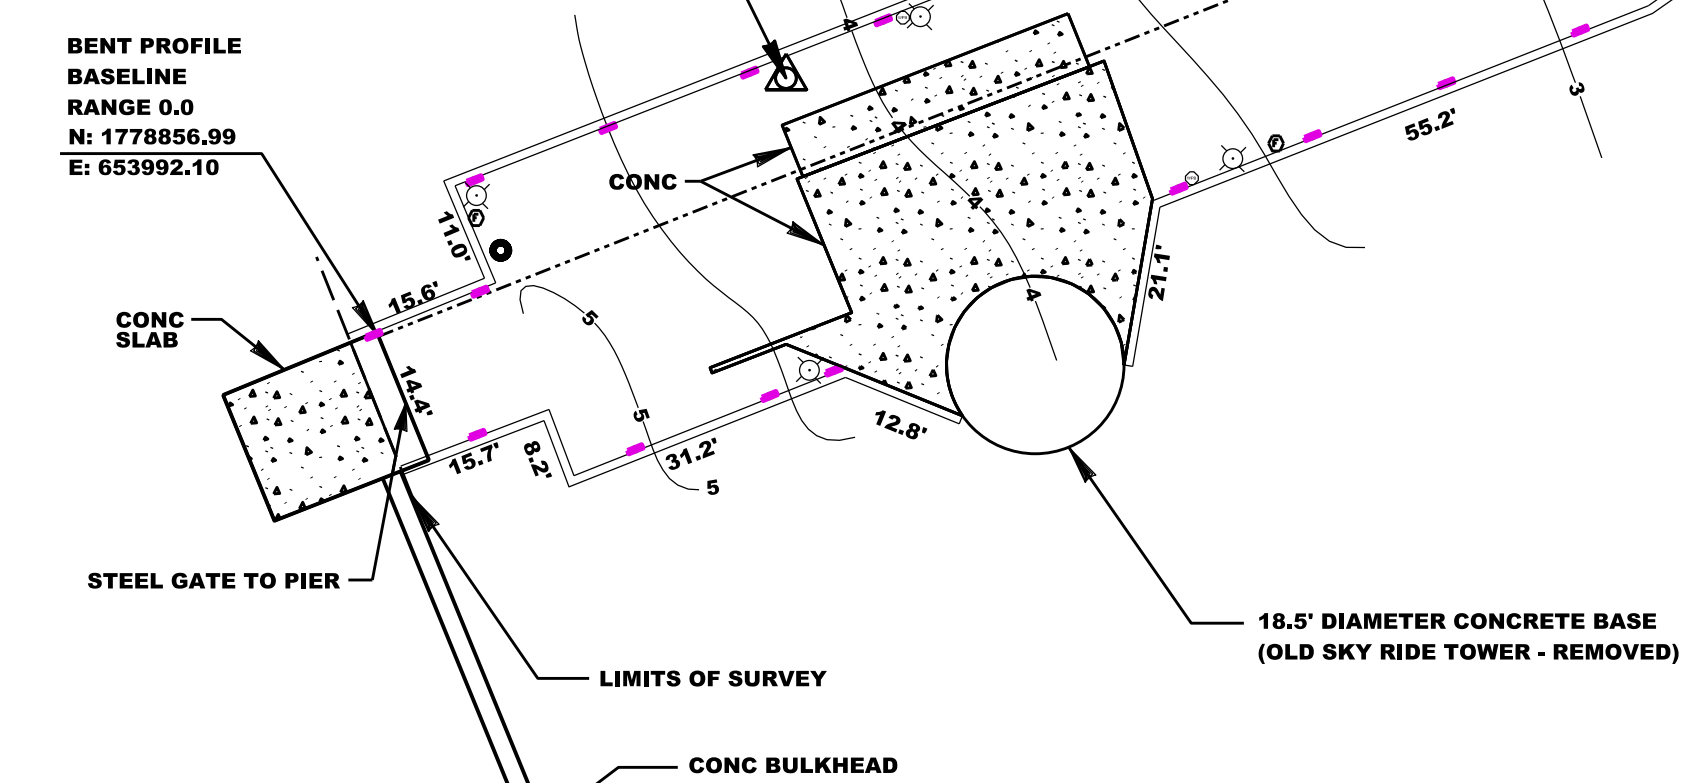 BENT PROFILE
BASELINE
RANGE 0.0
N: 1778856.99
E: 653992.10
4
3
55.2'
CONC
4
F
11.0'
F
4
21.1'
15.6'
4
5
CONC
SLAB
14.4'
5
12.8'
15.7'
8.2'
31.2'
5
STEEL GATE TO PIER
18.5' DIAMETER CONCRETE BASE
(OLD SKY RIDE TOWER - REMOVED)
LIMITS OF SURVEY
CONC BULKHEAD